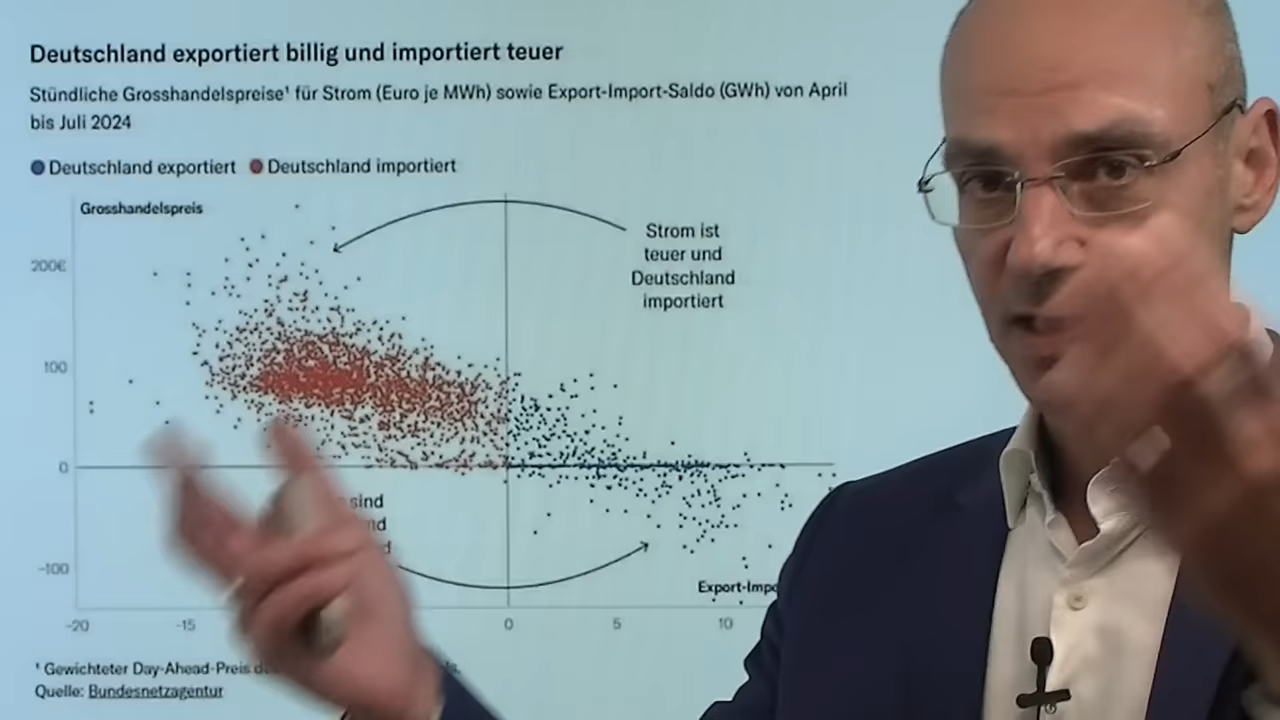 Deutschland exportiert billig und importiert teuer
Stündliche Grosshandelspreise¹ für Strom (Euro je MWh) sowie Export-Import-Saldo (GWh) von April
bis Juli 2024
Deutschland exportiert Deutschland importiert
Grosshandelspreis
Strom ist
teuer und
Deutschland
importiert
200€
100
0
sind
-100
Export-Impo
-20 -15 0 5 10
¹ Gewichteter Day-Ahead-Preis
Quelle: Bundesnetzagentur